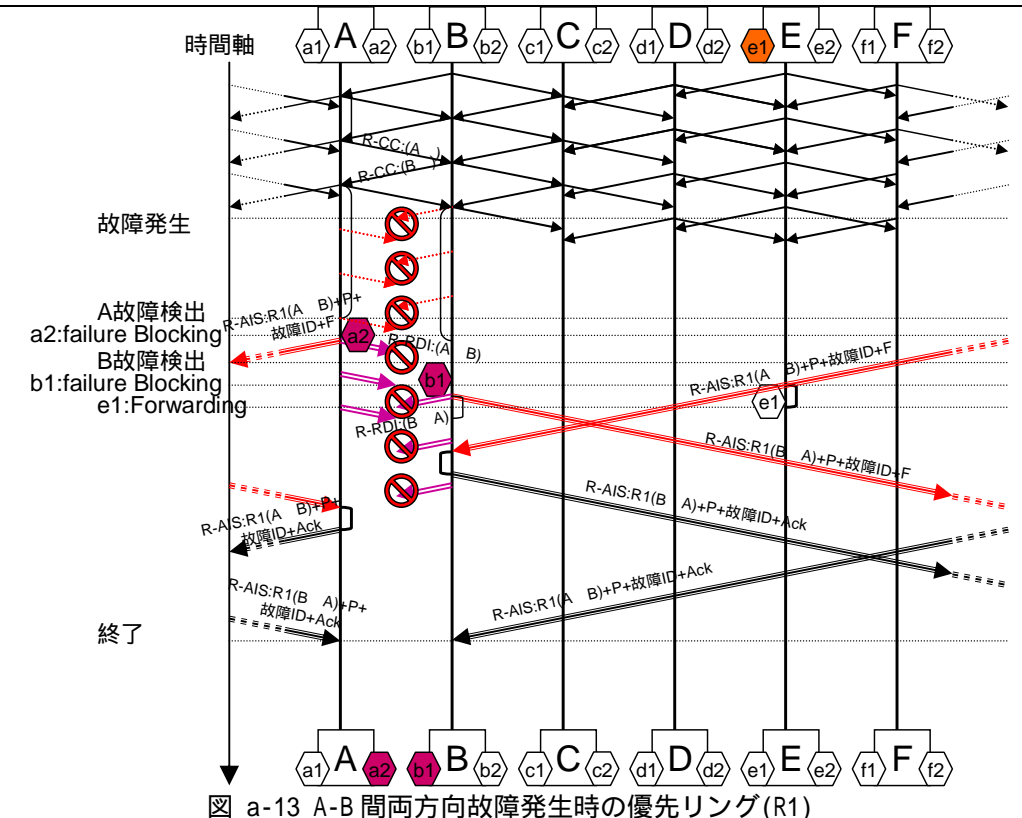 時間軸
a1 A a2 b1 B b2 c1 C c2 d1 D d2 e1 E e2 f1 F f2
R-CC:(A )
R-CC:(B )
故障発生
A故障検出
a2:failure Blocking
B故障検出
b1:failure Blocking
e1:Forwarding
R-AIS:R1(A B)+P+
故障ID+F
a2
R-RDI:(A B)
b1
R-AIS:R1(A B)+P+故障ID+F
e1
R-RDI:(B A)
R-AIS:R1(B A)+P+故障ID+F
R-AIS:R1(B A)+P+故障ID+Ack
R-AIS:R1(A B)+P+
故障ID+Ack
R-AIS:R1(A B)+P+故障ID+Ack
R-AIS:R1(B A)+P+
故障ID+Ack
終了
a1 A a2 b1 B b2 c1 C c2 d1 D d2 e1 E e2 f1 F f2
図 a-13 A-B間両方向故障発生時の優先リング(R1)